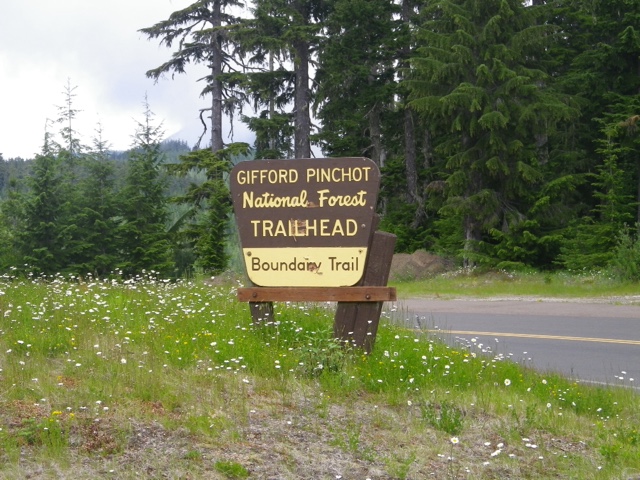 GIFFORD PINCHOT
National Forest
TRAILHEAD
Boundary Trail